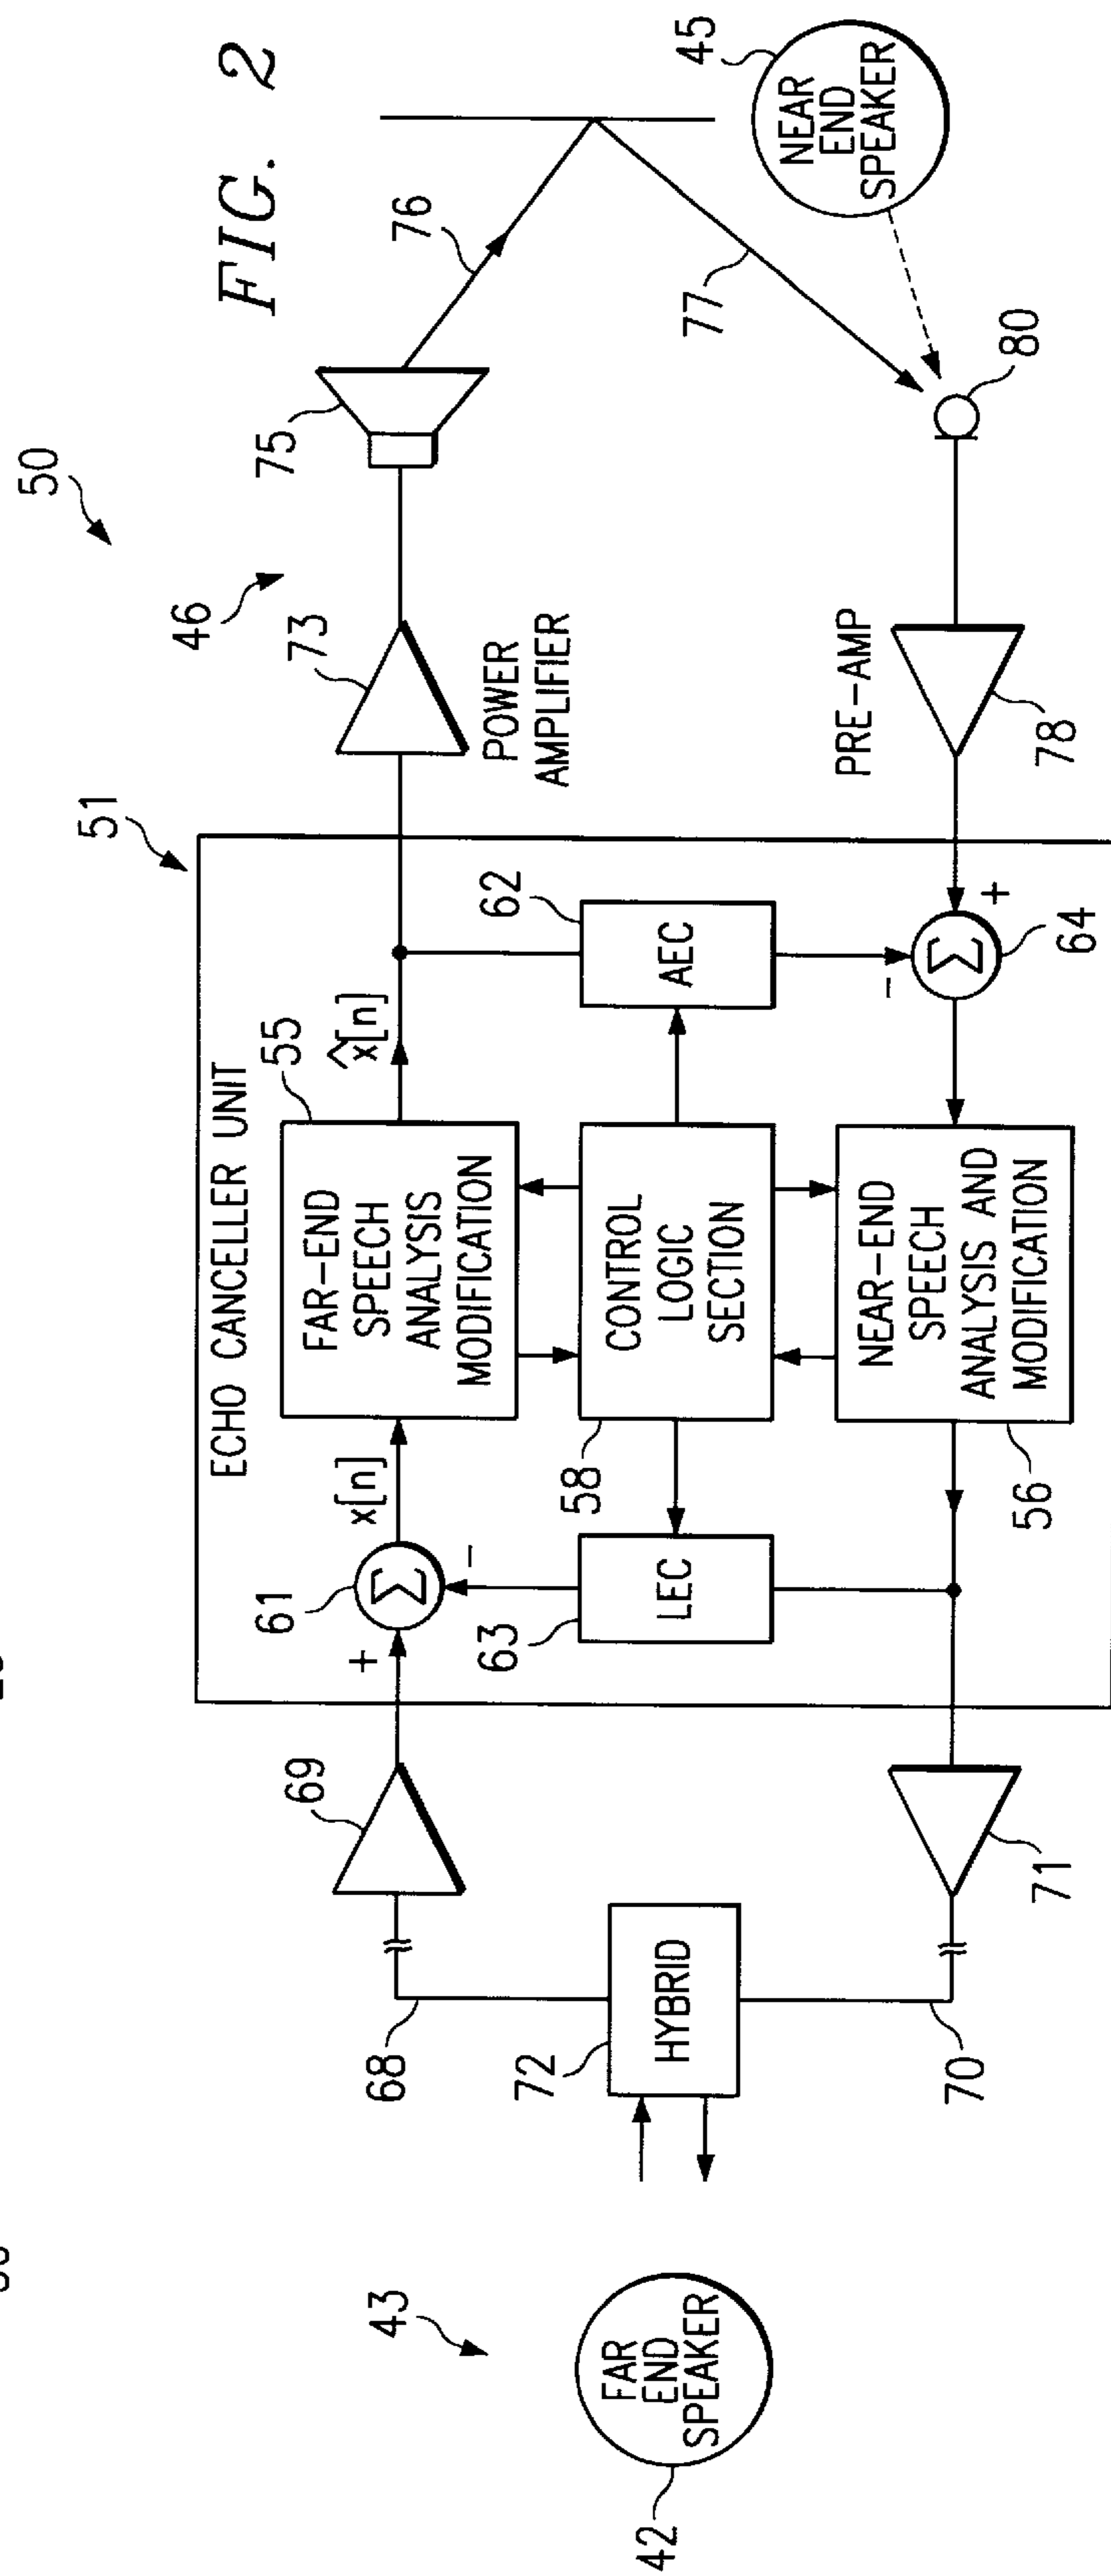 FIG. 2
50
46
51
ECHO CANCELLER UNIT
43
42
FAR
END
SPEAKER
68
69
61
+
-
x[n]
55
FAR-END
SPEECH
ANALYSIS
MODIFICATION
x̂[n]
73
POWER
AMPLIFIER
75
76
72
HYBRID
63
LEC
58
CONTROL
LOGIC
SECTION
62
AEC
77
45
NEAR
END
SPEAKER
70
71
56
NEAR-END
SPEECH
ANALYSIS AND
MODIFICATION
Σ
Σ
-
+
64
PRE-AMP
78
80